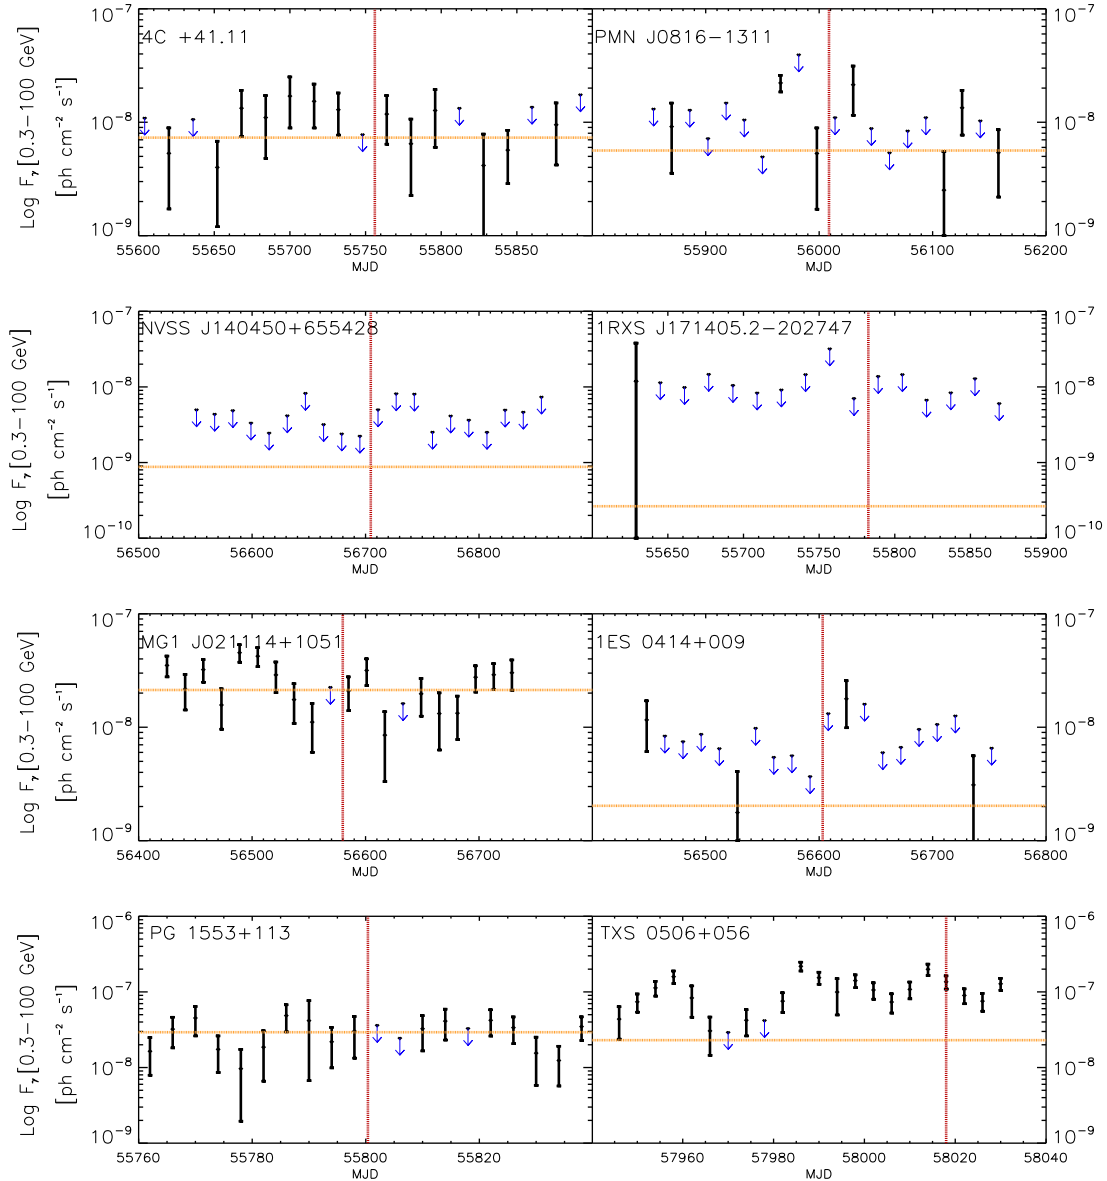 4C +41.11
PMN J0816−1311
Log Fγ[0.3−100 GeV]
[ph cm⁻² s⁻¹]
10⁻⁷
10⁻⁸
10⁻⁹
10⁻⁷
10⁻⁸
10⁻⁹
55600 55650 55700 55750 55800 55850
55900 56000 56100 56200
MJD
MJD
NVSS J140450+655428
1RXS J171405.2−202747
Log Fγ[0.3−100 GeV]
[ph cm⁻² s⁻¹]
10⁻⁷
10⁻⁸
10⁻⁹
10⁻¹⁰
10⁻⁷
10⁻⁸
10⁻⁹
10⁻¹⁰
56500 56600 56700 56800
55650 55700 55750 55800 55850 55900
MJD
MJD
MG1 J021114+1051
1ES 0414+009
Log Fγ[0.3−100 GeV]
[ph cm⁻² s⁻¹]
10⁻⁷
10⁻⁸
10⁻⁹
10⁻⁷
10⁻⁸
10⁻⁹
56400 56500 56600 56700
56500 56600 56700 56800
MJD
MJD
PG 1553+113
TXS 0506+056
Log Fγ[0.3−100 GeV]
[ph cm⁻² s⁻¹]
10⁻⁶
10⁻⁷
10⁻⁸
10⁻⁹
10⁻⁶
10⁻⁷
10⁻⁸
10⁻⁹
55760 55780 55800 55820
57960 57980 58000 58020 58040
MJD
MJD